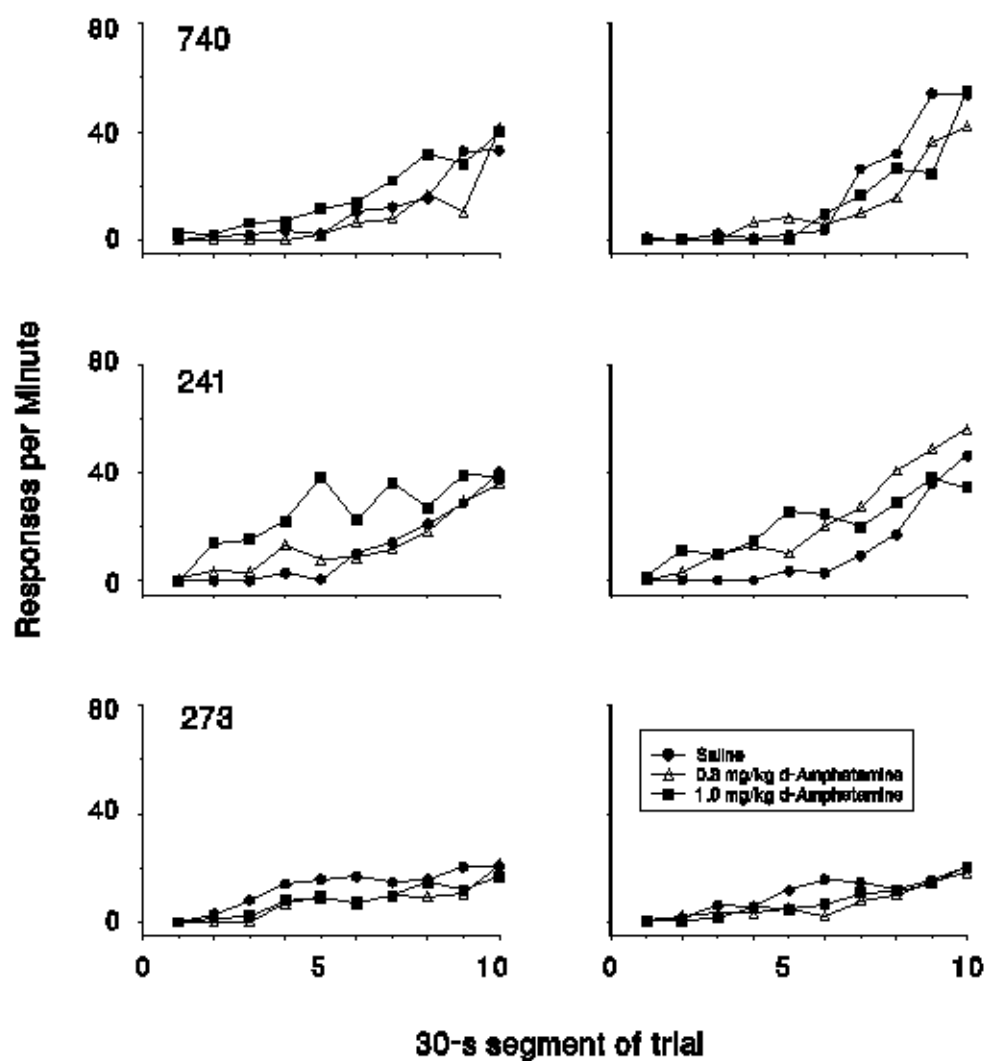 80
740
40
0
Responses per Minute
80
241
40
0
80
273
40
0
Saline
0.3 mg/kg d-Amphetamine
1.0 mg/kg d-Amphetamine
0 5 10 0 5 10
30-s segment of trial